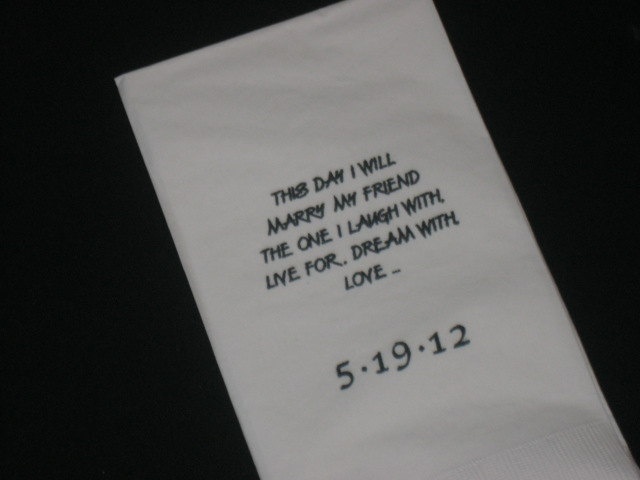 THIS DAY I WILL
MARRY MY FRIEND
THE ONE I LAUGH WITH,
LIVE FOR.. DREAM WITH,
LOVE ...
5·19·12